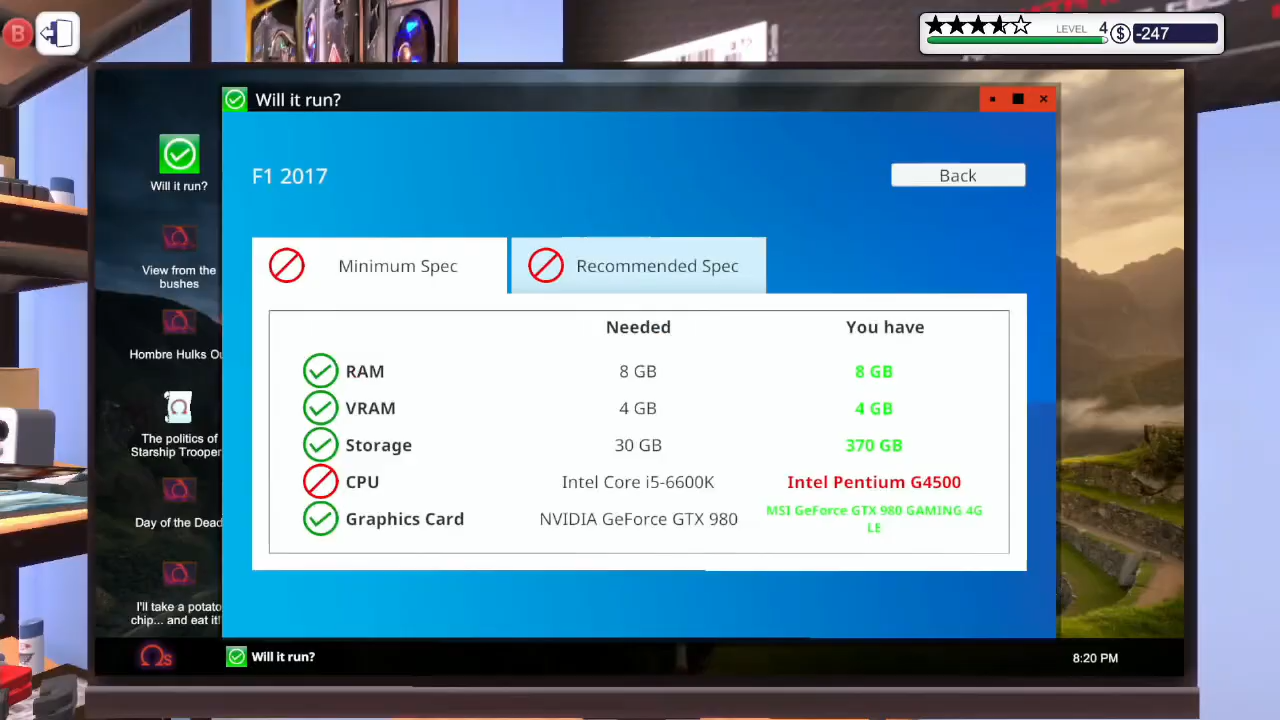 B
LEVEL 4 $ -247
Will it run?
F1 2017
Back
Minimum Spec
Recommended Spec
Needed
You have
RAM 8 GB 8 GB
VRAM 4 GB 4 GB
Storage 30 GB 370 GB
CPU Intel Core i5-6600K Intel Pentium G4500
Graphics Card NVIDIA GeForce GTX 980 MSI GeForce GTX 980 GAMING 4G
LE
Will it run?
View from the
bushes
Hombre Hulks Ou
The politics of
Starship Trooper
Day of the Dead
I'll take a potato
chip... and eat it!
Ωs
Will it run?
8:20 PM